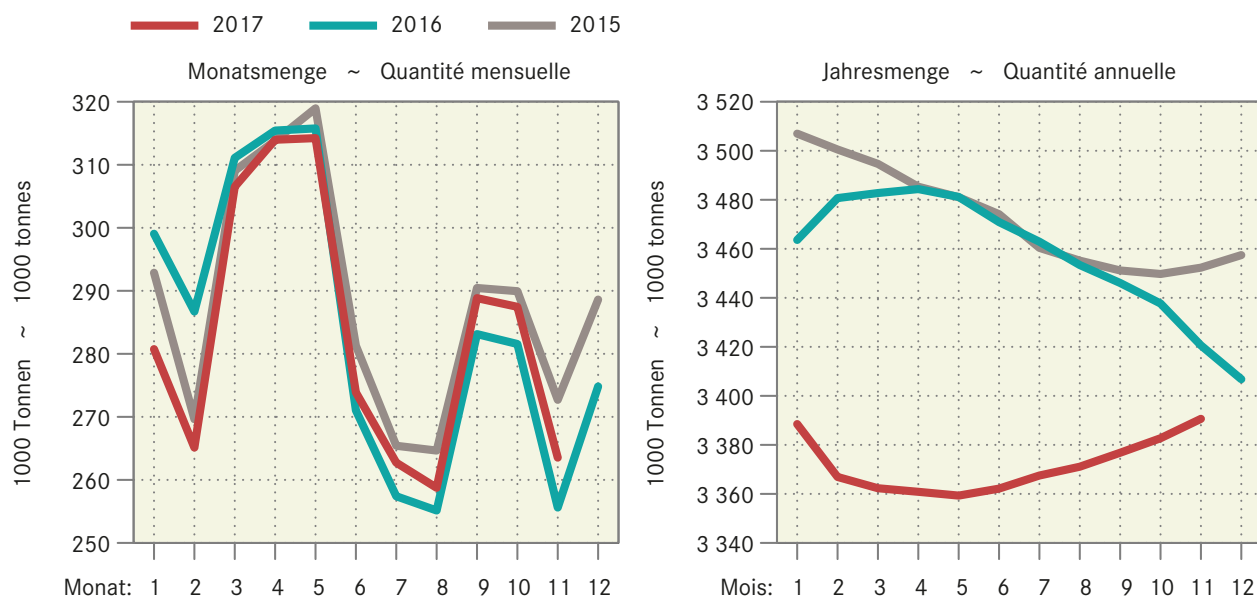 2017 2016 2015
Monatsmenge ~ Quantité mensuelle
1000 Tonnen ~ 1000 tonnes
320
310
300
290
280
270
260
250
Monat: 1 2 3 4 5 6 7 8 9 10 11 12
Jahresmenge ~ Quantité annuelle
1000 Tonnen ~ 1000 tonnes
3 520
3 500
3 480
3 460
3 440
3 420
3 400
3 380
3 360
3 340
Mois: 1 2 3 4 5 6 7 8 9 10 11 12